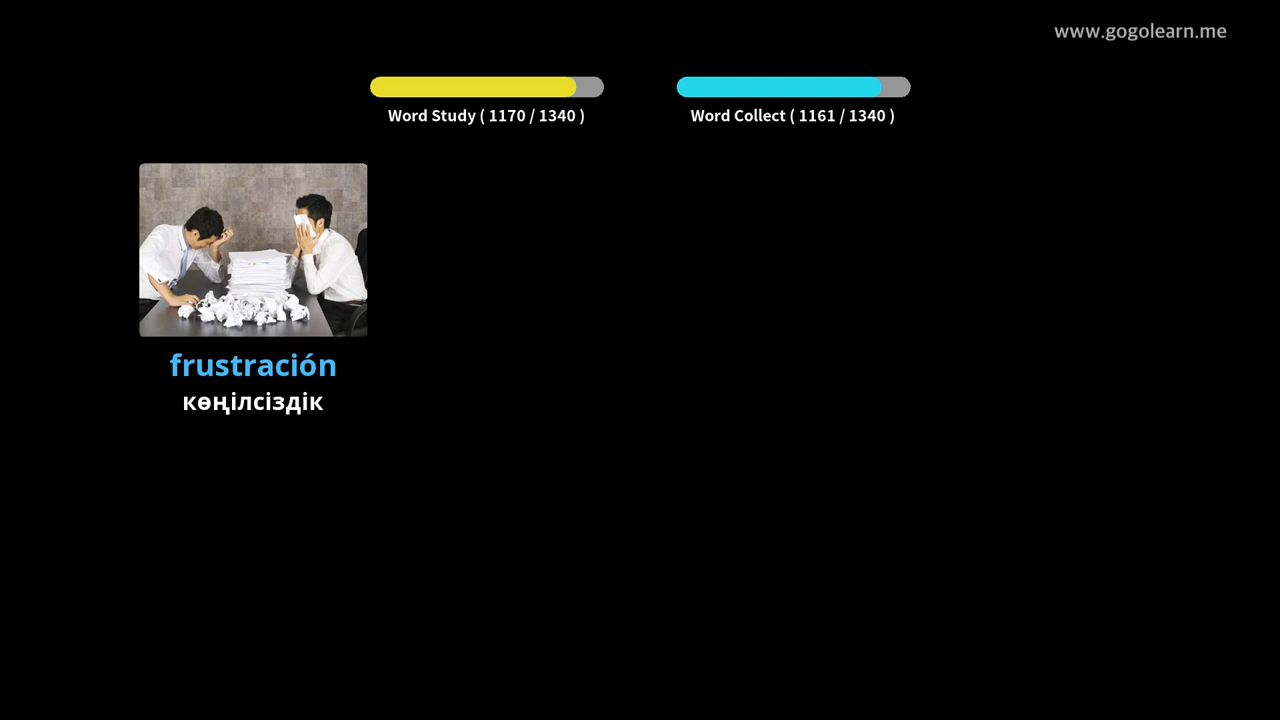 www.gogolearn.me
Word Study ( 1170 / 1340 )
Word Collect ( 1161 / 1340 )
frustración
көңілсіздік